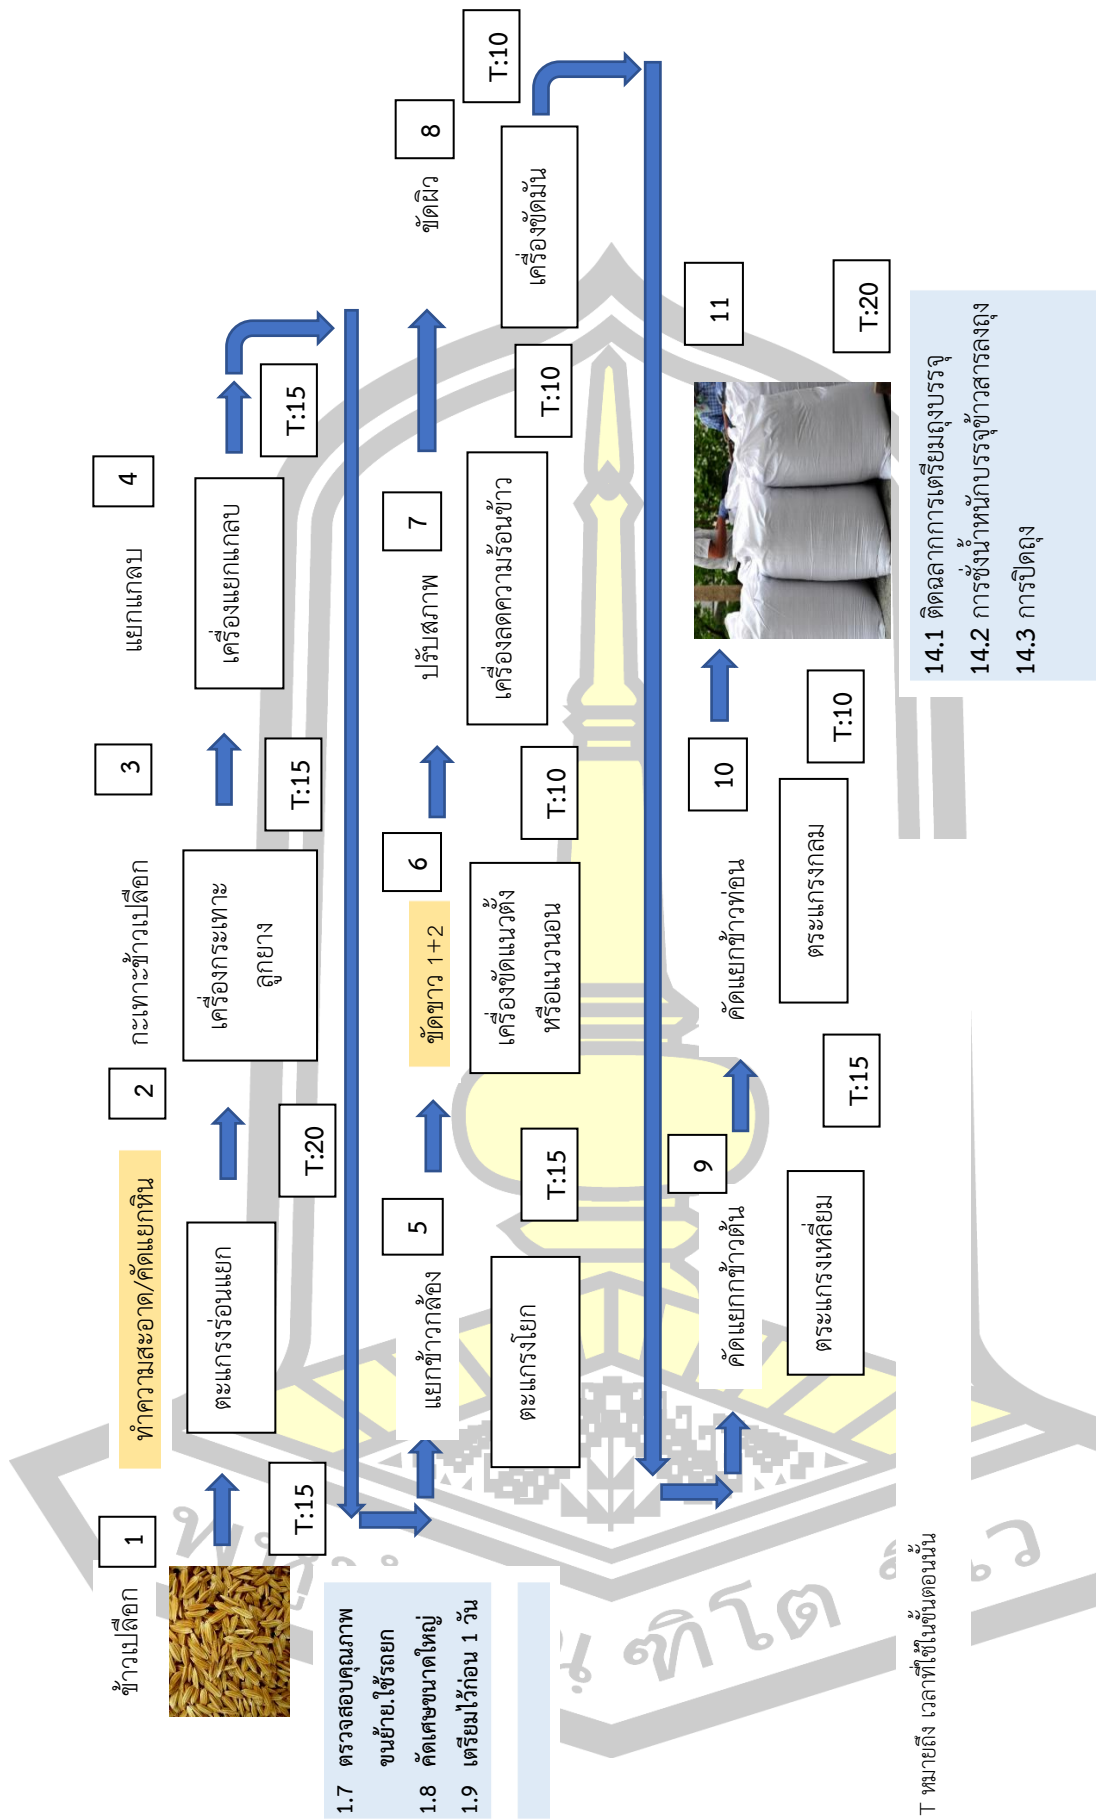 ข้าวเปลือก
1
T:15
1.7 ตรวจสอบคุณภาพ
ขนย้าย.ใช้รถยก
1.8 คัดเศษขนาดใหญ่
1.9 เตรียมไว้ก่อน 1 วัน
ทำความสะอาด/คัดแยกหิน
2
ตะแกรงร่อนแยก
T:20
กะเทาะข้าวเปลือก
3
เครื่องกระเทาะ
ลูกยาง
T:15
แยกแกลบ
4
เครื่องแยกแกลบ
T:15
แยกข้าวกล้อง
5
ตะแกรงโยก
T:15
ขัดขาว 1+2
6
เครื่องขัดแนวตั้ง
หรือแนวนอน
T:10
ปรับสภาพ
7
เครื่องลดความร้อนข้าว
T:10
ขัดผิว
8
เครื่องขัดมัน
T:10
คัดแยกกข้าวต้น
9
ตระแกรงเหลี่ยม
T:15
คัดแยกข้าวท่อน
10
ตระแกรงกลม
T:10
11
T:20
14.1 ติดฉลากการเตรียมถุงบรรจุ
14.2 การชั่งน้ำหนักบรรจุข้าวสารลงถุง
14.3 การปิดถุง
T หมายถึง เวลาที่ใช้ในขั้นตอนนั้น